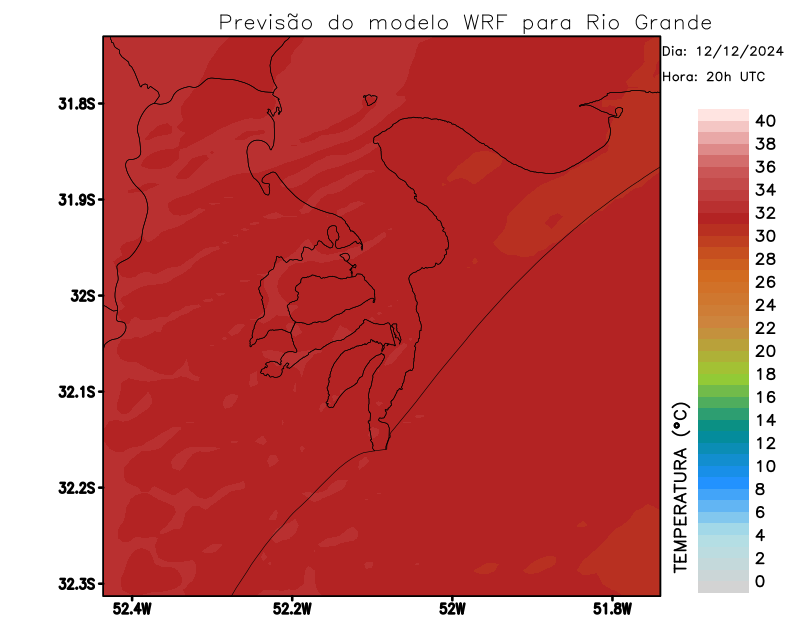 Previsão do modelo WRF para Rio Grande
Dia: 12/12/2024
Hora: 20h UTC
31.8S
31.9S
32S
32.1S
32.2S
32.3S
52.4W
52.2W
52W
51.8W
TEMPERATURA (°C)
40
38
36
34
32
30
28
26
24
22
20
18
16
14
12
10
8
6
4
2
0